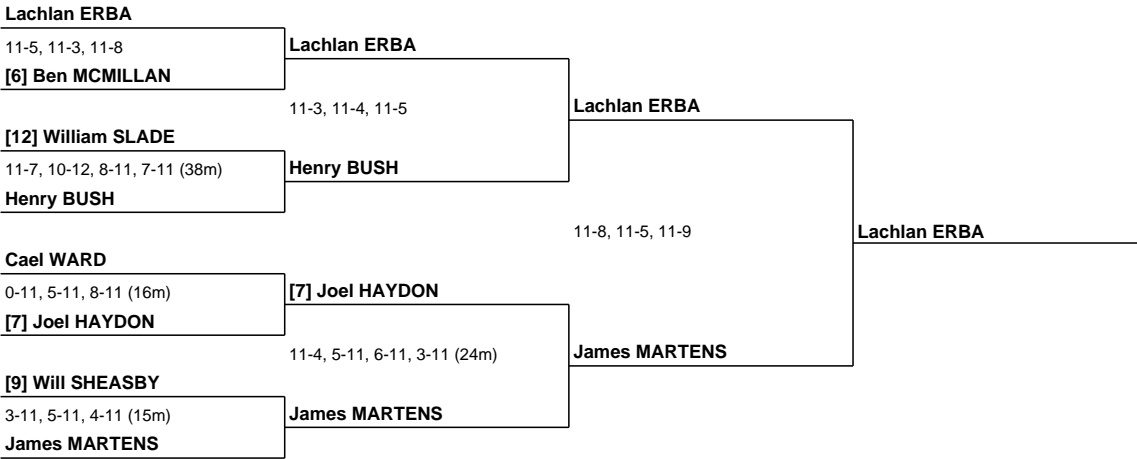 Lachlan ERBA
11-5, 11-3, 11-8
[6] Ben MCMILLAN
Lachlan ERBA
11-3, 11-4, 11-5
[12] William SLADE
11-7, 10-12, 8-11, 7-11 (38m)
Henry BUSH
Henry BUSH
Lachlan ERBA
11-8, 11-5, 11-9
Lachlan ERBA
Cael WARD
0-11, 5-11, 8-11 (16m)
[7] Joel HAYDON
[7] Joel HAYDON
11-4, 5-11, 6-11, 3-11 (24m)
[9] Will SHEASBY
3-11, 5-11, 4-11 (15m)
James MARTENS
James MARTENS
James MARTENS